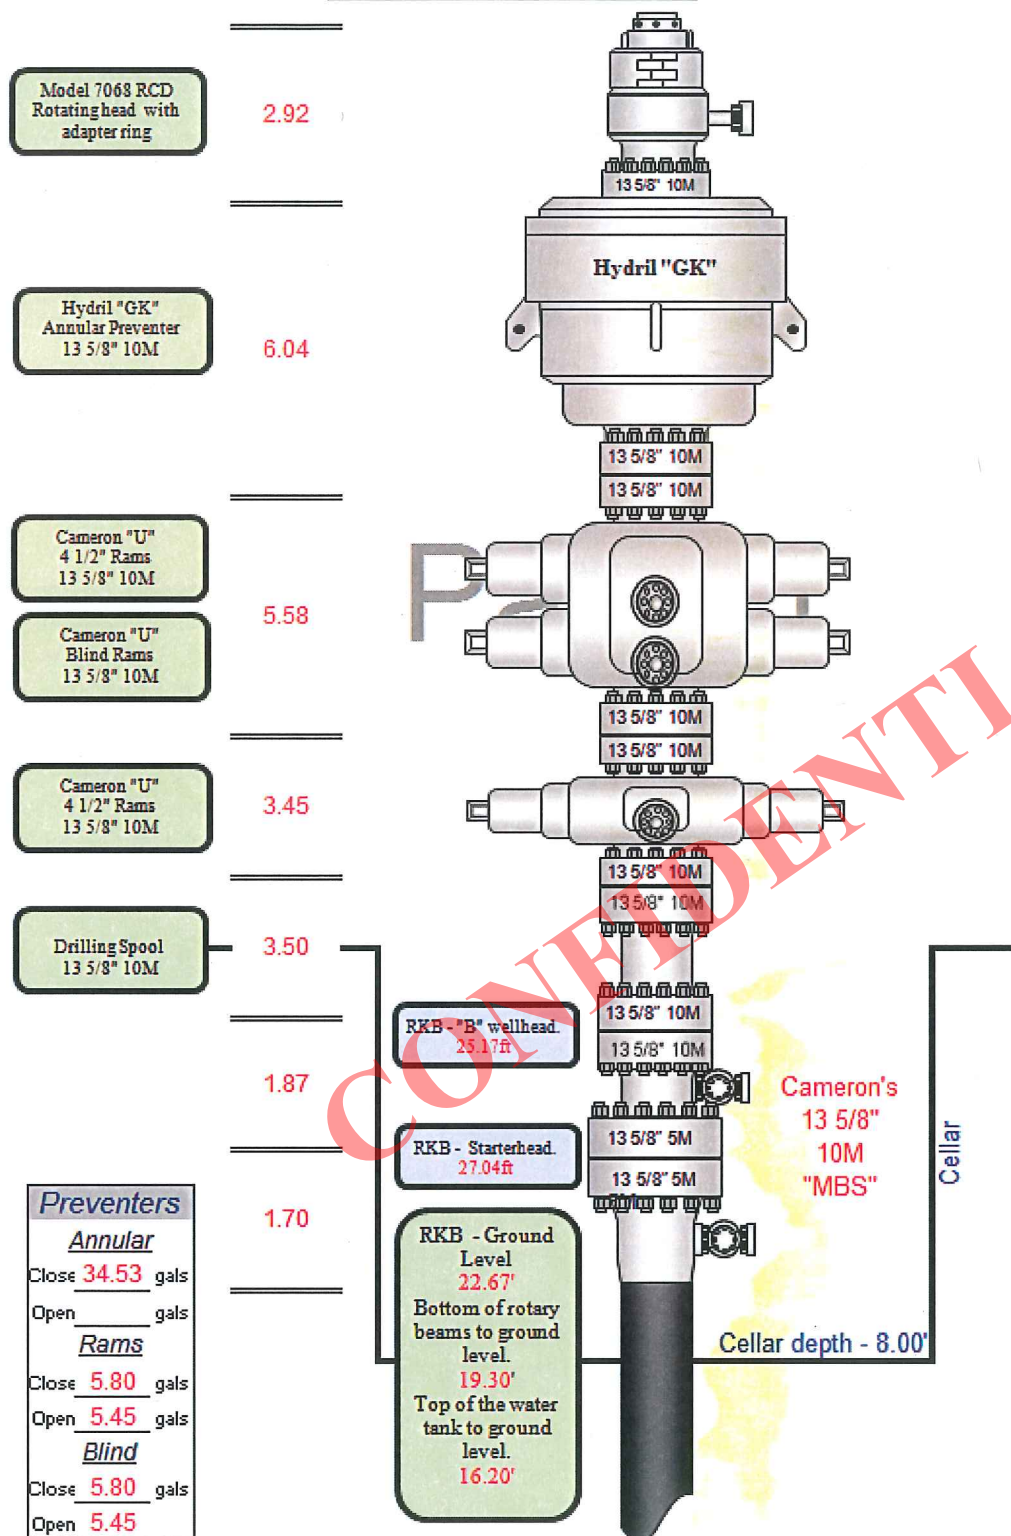 Model 7068 RCD
Rotating head with
adapter ring
2.92
13 5/8" 10M
Hydril "GK"
Hydril "GK"
Annular Preventer
13 5/8" 10M
6.04
13 5/8" 10M
13 5/8" 10M
Cameron "U"
4 1/2" Rams
13 5/8" 10M
Cameron "U"
Blind Rams
13 5/8" 10M
5.58
13 5/8" 10M
13 5/8" 10M
Cameron "U"
4 1/2" Rams
13 5/8" 10M
3.45
13 5/8" 10M
13 5/8" 10M
Drilling Spool
13 5/8" 10M
3.50
RKB - "B" wellhead.
25.17ft
13 5/8" 10M
13 5/8" 10M
1.87
Cameron's
13 5/8"
10M
"MBS"
Cellar
RKB - Starterhead.
27.04ft
13 5/8" 5M
13 5/8" 5M
1.70
RKB - Ground
Level
22.67'
Bottom of rotary
beams to ground
level.
19.30'
Top of the water
tank to ground
level.
16.20'
Cellar depth - 8.00'
Preventers
Annular
Close 34.53 gals
Open gals
Rams
Close 5.80 gals
Open 5.45 gals
Blind
Close 5.80 gals
Open 5.45
CONFIDENTI